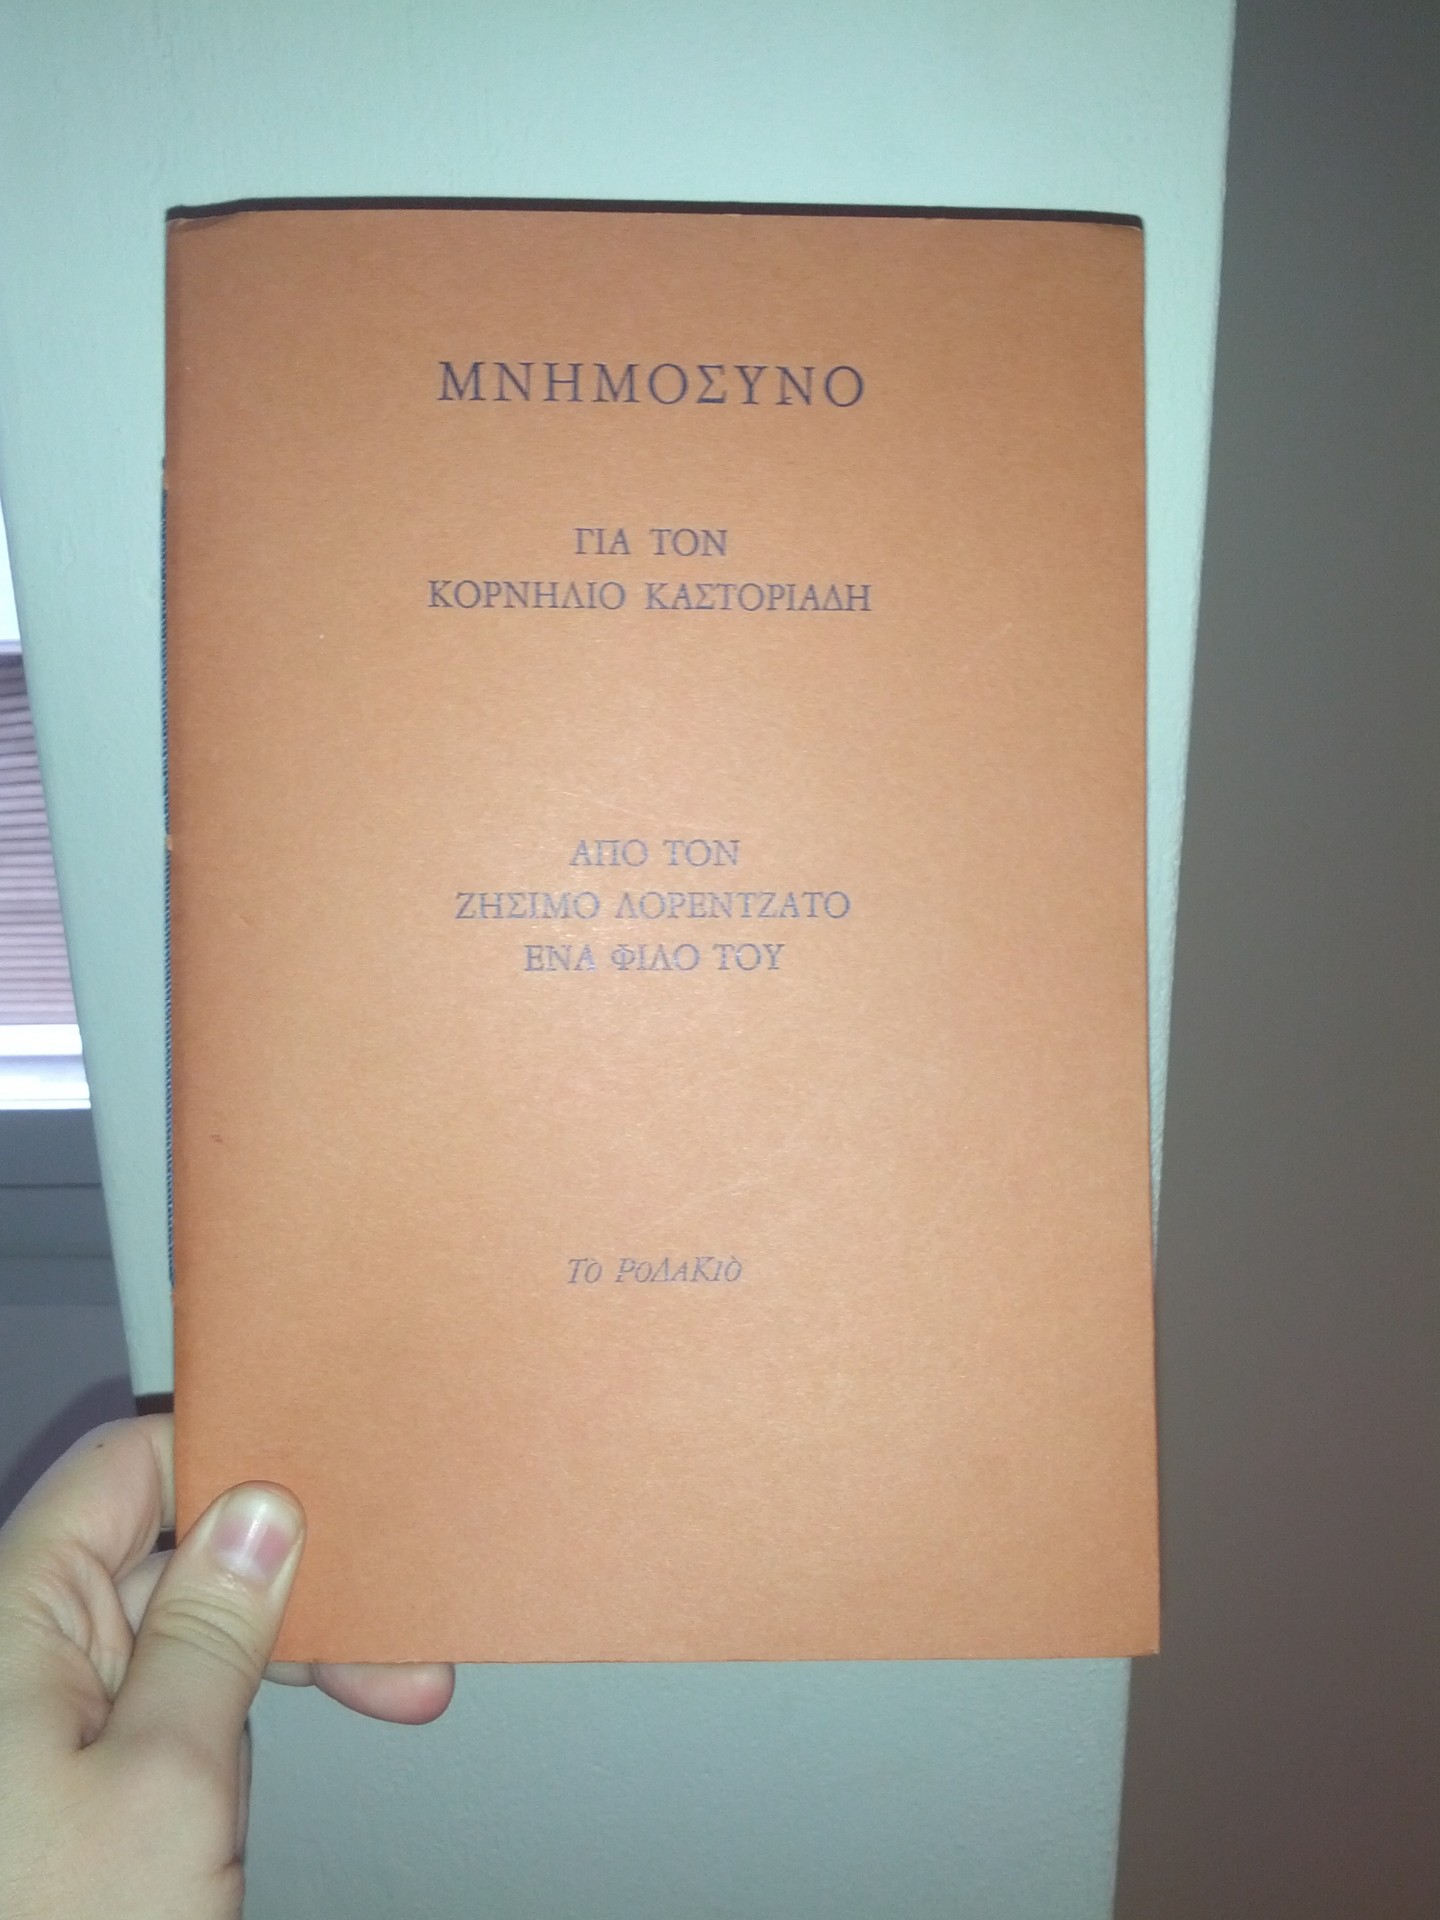 ΜΝΗΜΟΣΥΝΟ
ΓΙΑ ΤΟΝ
ΚΟΡΝΗΛΙΟ ΚΑΣΤΟΡΙΑΔΗ
ΑΠΟ ΤΟΝ
ΖΗΣΙΜΟ ΛΟΡΕΝΤΖΑΤΟ
ΕΝΑ ΦΙΛΟ ΤΟΥ
Τὸ ΡοΔαΚιὸ